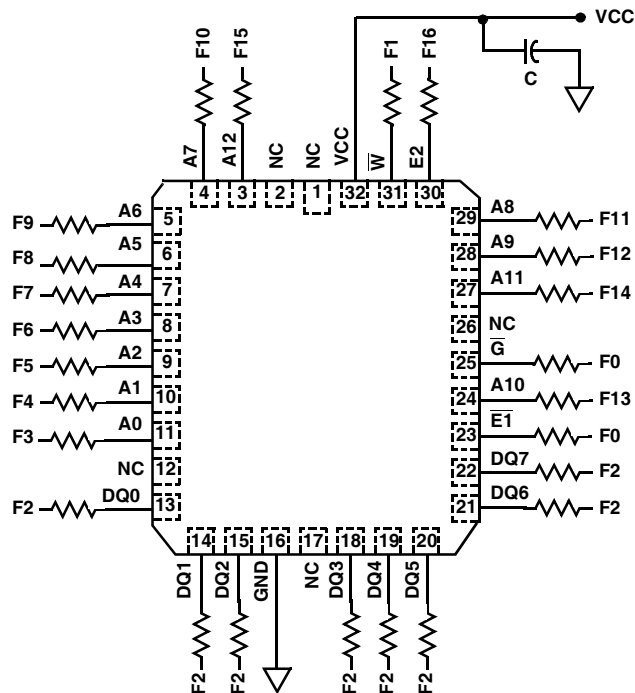 VCC
C
F10 F15 F1 F16
A7 A12 NC NC VCC W̅ E2
4 3 2 1 32 31 30
F9 A6 5
F8 A5 6
F7 A4 7
F6 A3 8
F5 A2 9
F4 A1 10
F3 A0 11
NC 12
F2 DQ0 13
29 A8 F11
28 A9 F12
27 A11 F14
26 NC
25 G̅ F0
24 A10 F13
23 E̅1̅ F0
22 DQ7 F2
21 DQ6 F2
14 15 16 17 18 19 20
DQ1 DQ2 GND NC DQ3 DQ4 DQ5
F2 F2 F2 F2 F2